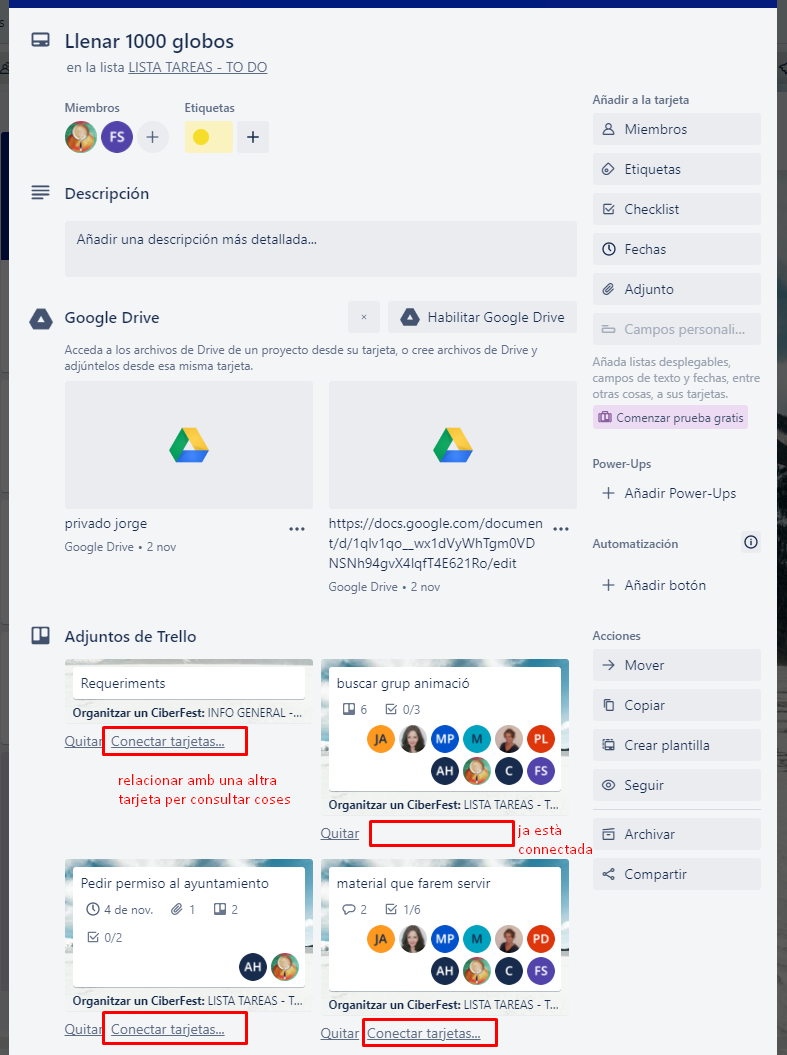 Llenar 1000 globos
en la lista LISTA TAREAS - TO DO
Miembros
Etiquetas
FS
Descripción
Añadir una descripción más detallada...
Google Drive
×
Habilitar Google Drive
Acceda a los archivos de Drive de un proyecto desde su tarjeta, o cree archivos de Drive y
adjúntelos desde esa misma tarjeta.
privado jorge
Google Drive • 2 nov
https://docs.google.com/documen
t/d/1qlv1qo__wx1dVyWhTgm0VD
NSNh94gvX4lqfT4E621Ro/edit
Google Drive • 2 nov
Adjuntos de Trello
Requeriments
Organitzar un CiberFest: INFO GENERAL -...
Quitar Conectar tarjetas...
relacionar amb una altra
tarjeta per consultar coses
buscar grup animació
6 0/3
JA MP M PL
AH C FS
Organitzar un CiberFest: LISTA TAREAS - T...
Quitar
ja està
connectada
Pedir permiso al ayuntamiento
4 de nov. 1 2
0/2
AH
Organitzar un CiberFest: LISTA TAREAS - T...
Quitar Conectar tarjetas...
material que farem servir
2 1/6
JA MP M PD
AH C FS
Organitzar un CiberFest: LISTA TAREAS - T...
Quitar Conectar tarjetas...
Añadir a la tarjeta
Miembros
Etiquetas
Checklist
Fechas
Adjunto
Campos personali...
Añada listas desplegables,
campos de texto y fechas, entre
otras cosas, a sus tarjetas.
Comenzar prueba gratis
Power-Ups
Añadir Power-Ups
Automatización
Añadir botón
Acciones
Mover
Copiar
Crear plantilla
Seguir
Archivar
Compartir